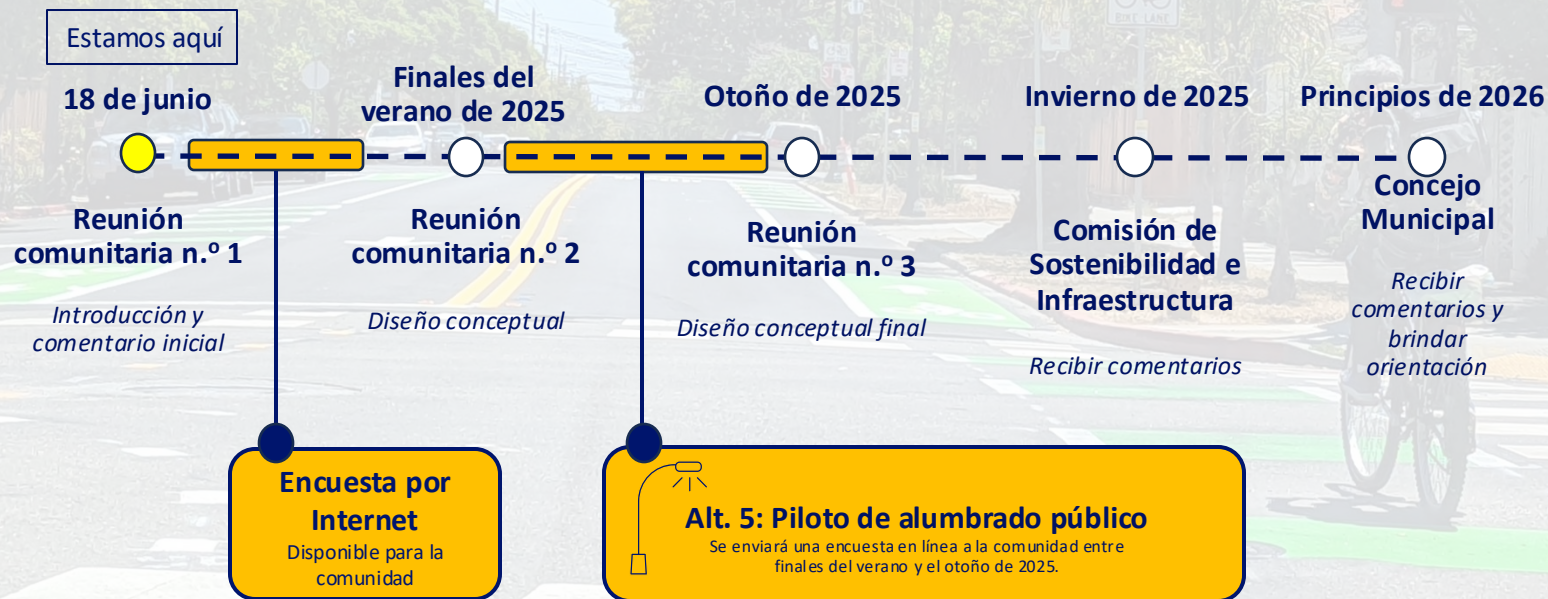 Estamos aquí
18 de junio
Finales del
verano de 2025
Otoño de 2025
Invierno de 2025
Principios de 2026
Reunión
comunitaria n.º 1
Introducción y
comentario inicial
Reunión
comunitaria n.º 2
Diseño conceptual
Reunión
comunitaria n.º 3
Diseño conceptual final
Comisión de
Sostenibilidad e
Infraestructura
Recibir comentarios
Concejo
Municipal
Recibir
comentarios y
brindar
orientación
Encuesta por
Internet
Disponible para la
comunidad
Alt. 5: Piloto de alumbrado público
Se enviará una encuesta en línea a la comunidad entre
finales del verano y el otoño de 2025.
BIKE LANE